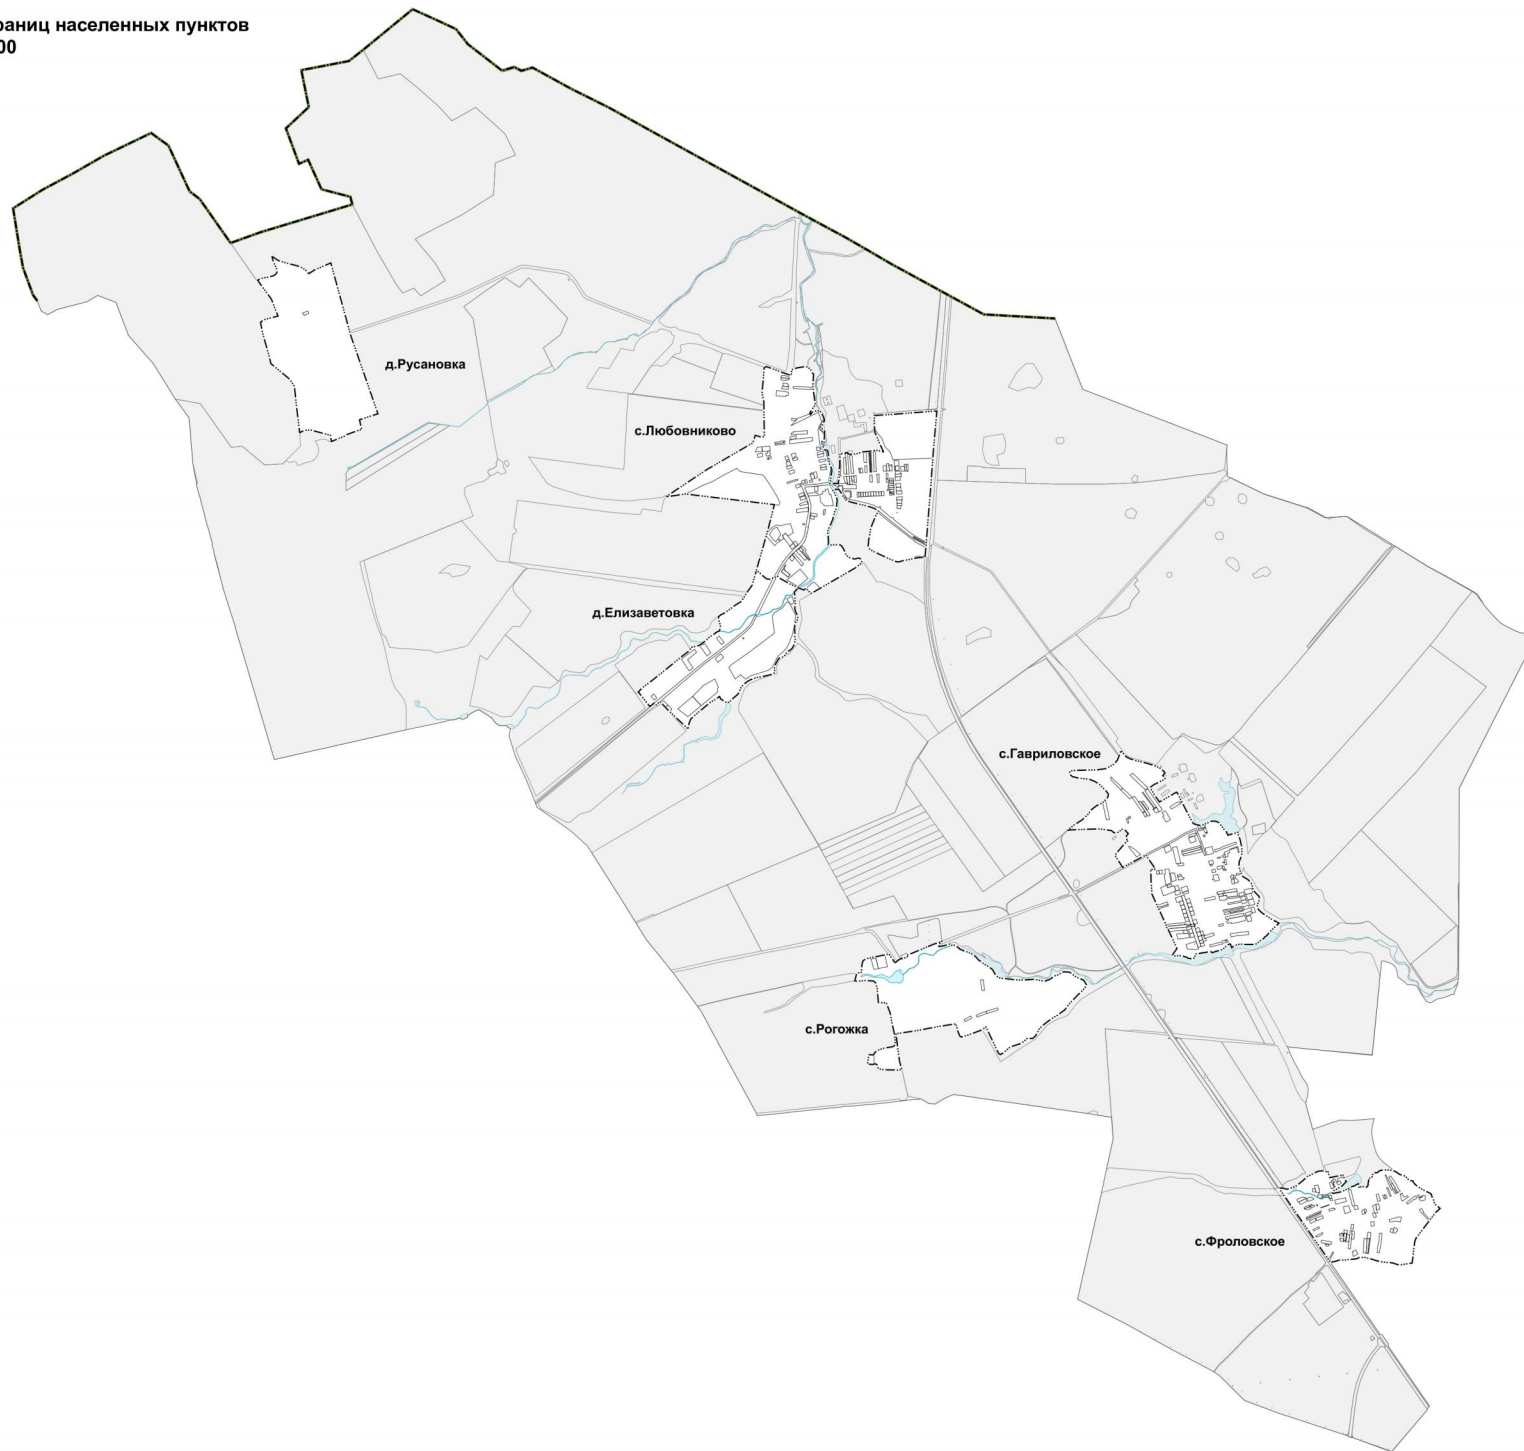 раниц населенных пунктов
00
д.Русановка
с.Любовниково
д.Елизаветовка
с.Гавриловское
с.Рогожка
с.Фроловское